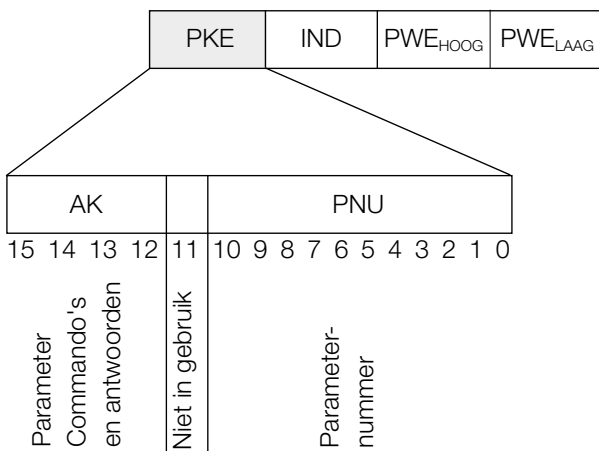 PKE IND PWEHOOG PWELAAG
AK PNU
15 14 13 12 11 10 9 8 7 6 5 4 3 2 1 0
Parameter
Commando's
en antwoorden
Niet in gebruik
Parameter-
nummer